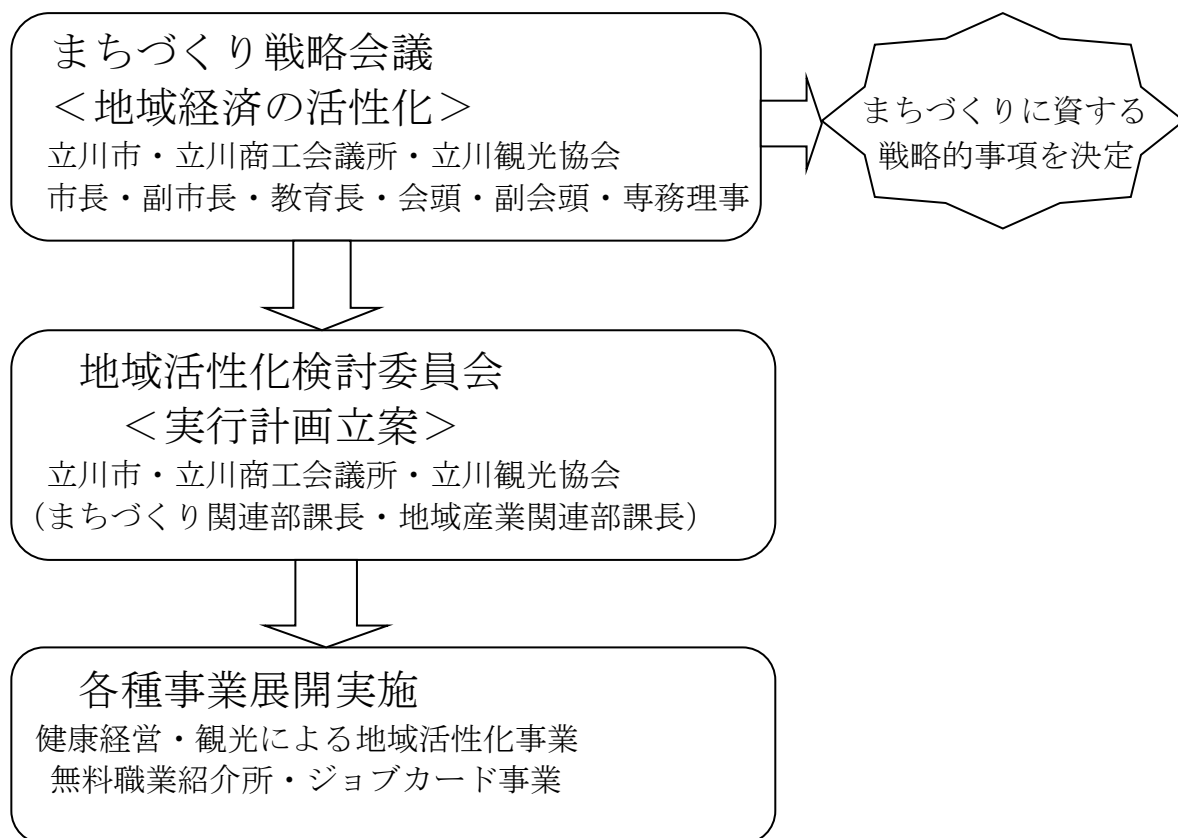 まちづくり戦略会議
＜地域経済の活性化＞
立川市・立川商工会議所・立川観光協会
市長・副市長・教育長・会頭・副会頭・専務理事
まちづくりに資する
戦略的事項を決定
地域活性化検討委員会
＜実行計画立案＞
立川市・立川商工会議所・立川観光協会
（まちづくり関連部課長・地域産業関連部課長）
各種事業展開実施
健康経営・観光による地域活性化事業
無料職業紹介所・ジョブカード事業